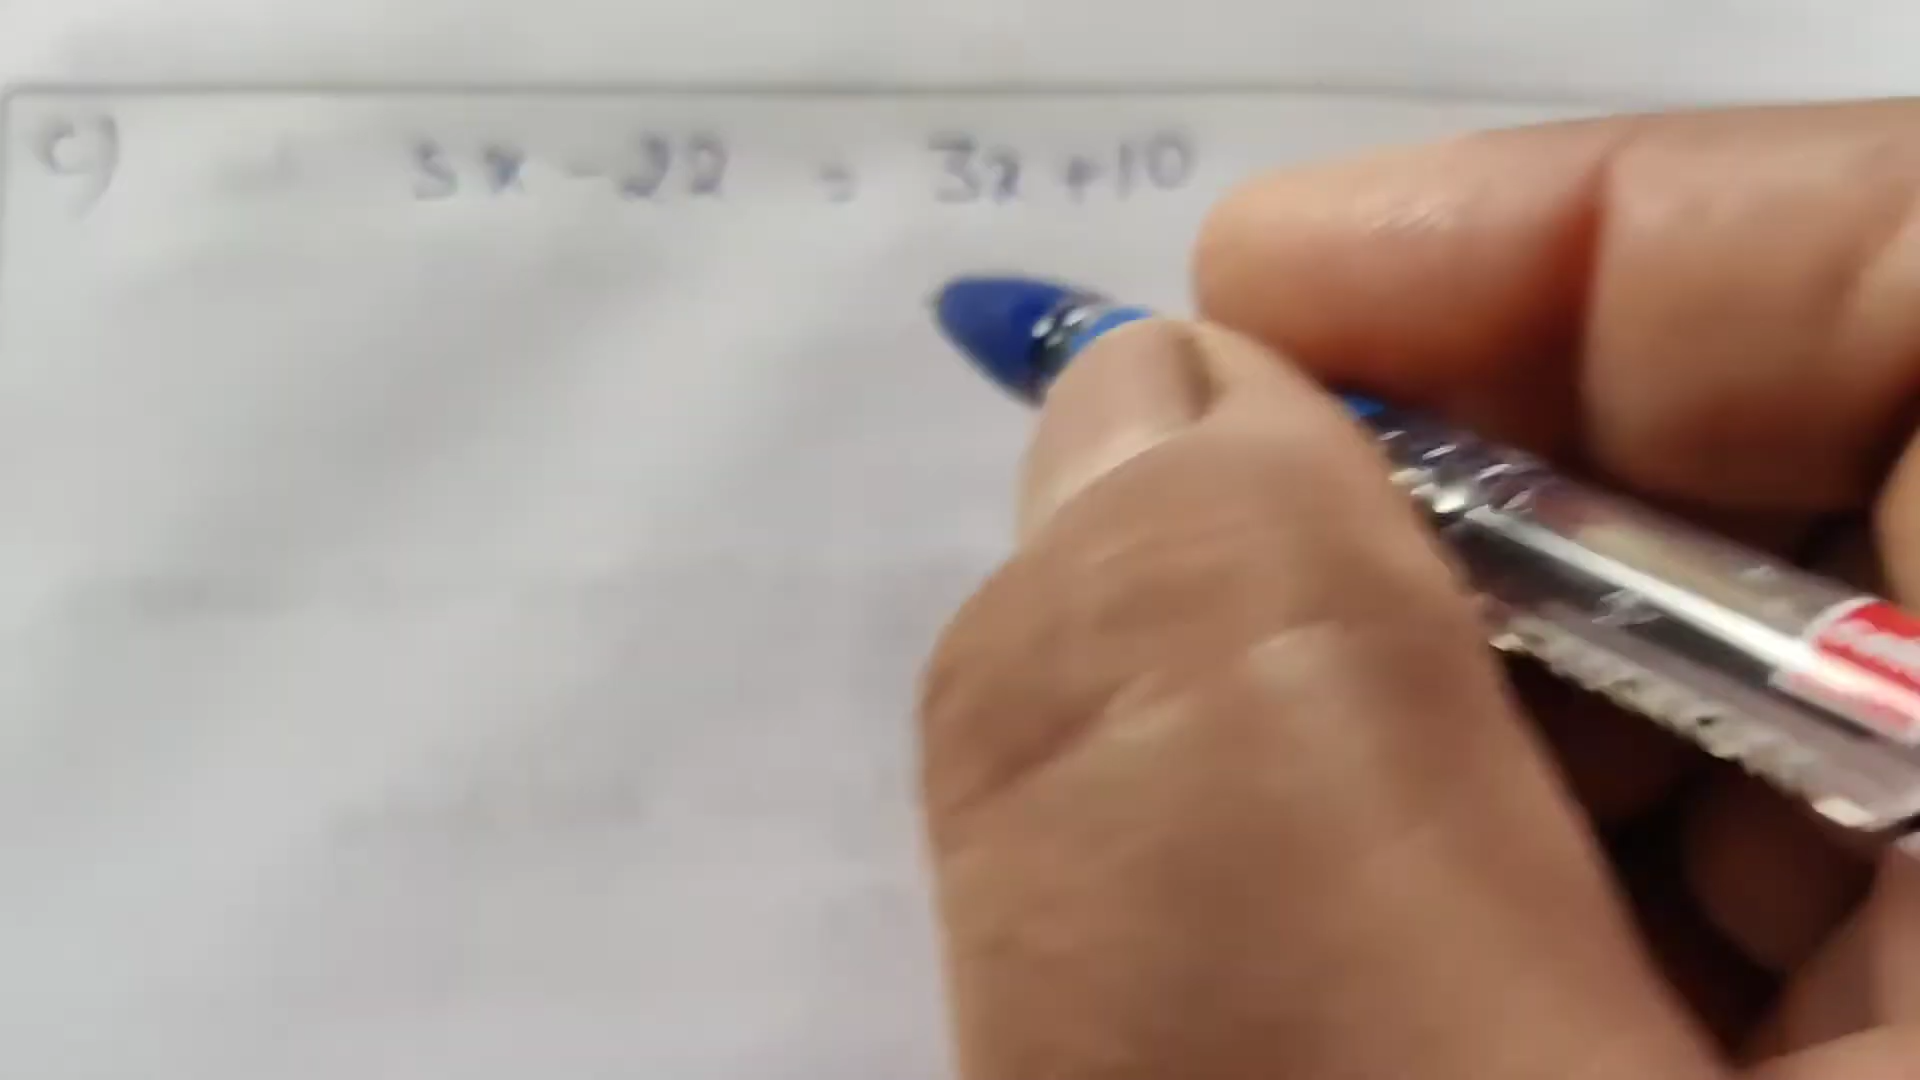 c) 5x - 22 = 3x + 10